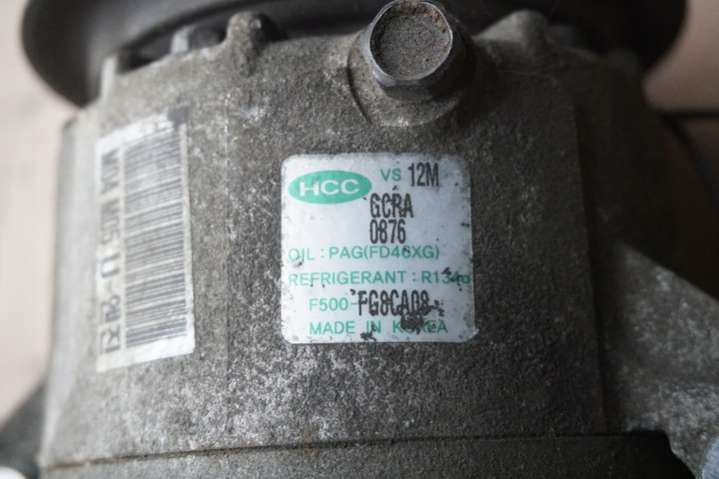 HCC VS 12M
GCRA
0876
OIL : PAG(FD46XG)
REFRIGERANT : R134a
F500-FG8CA08
MADE IN KOREA